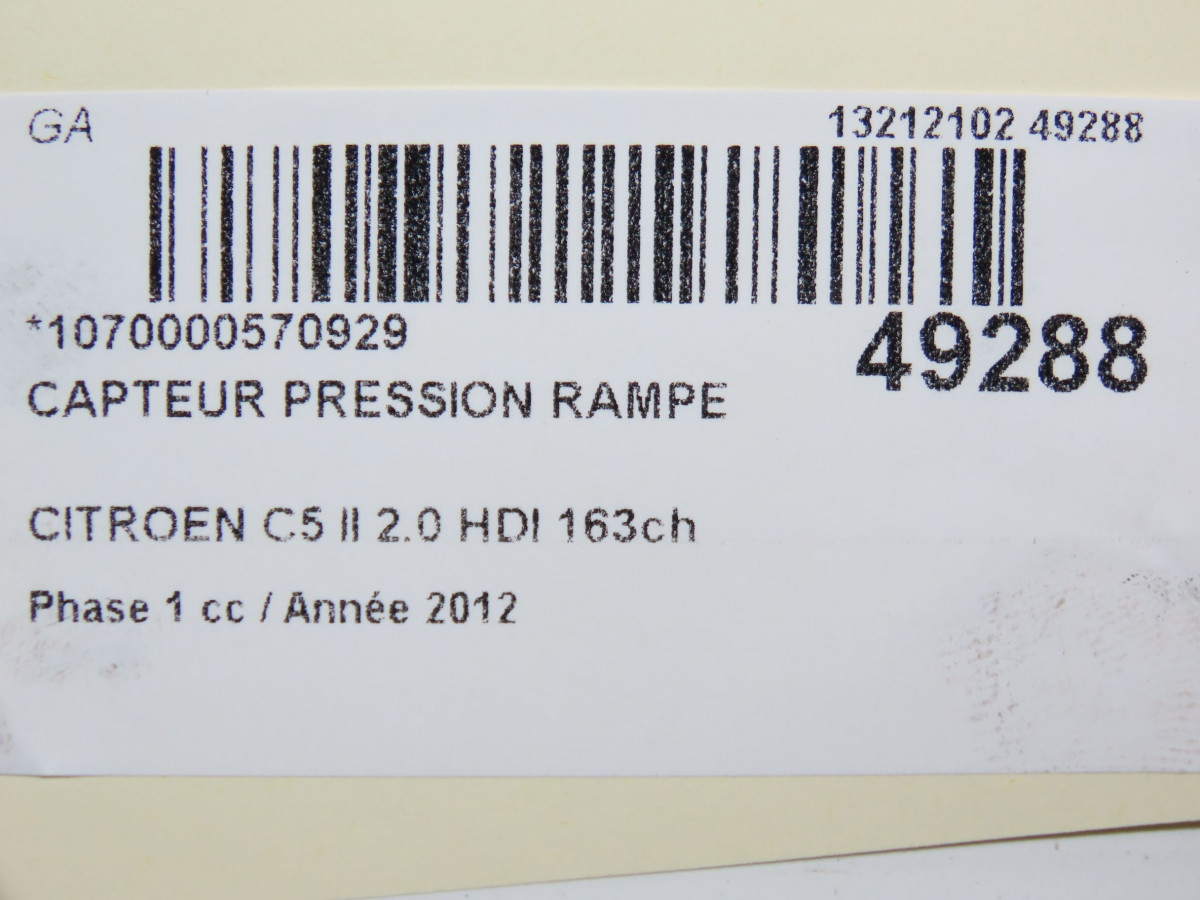 GA
13212102 49288
*1070000570929
49288
CAPTEUR PRESSION RAMPE
CITROEN C5 II 2.0 HDI 163ch
Phase 1 cc / Année 2012